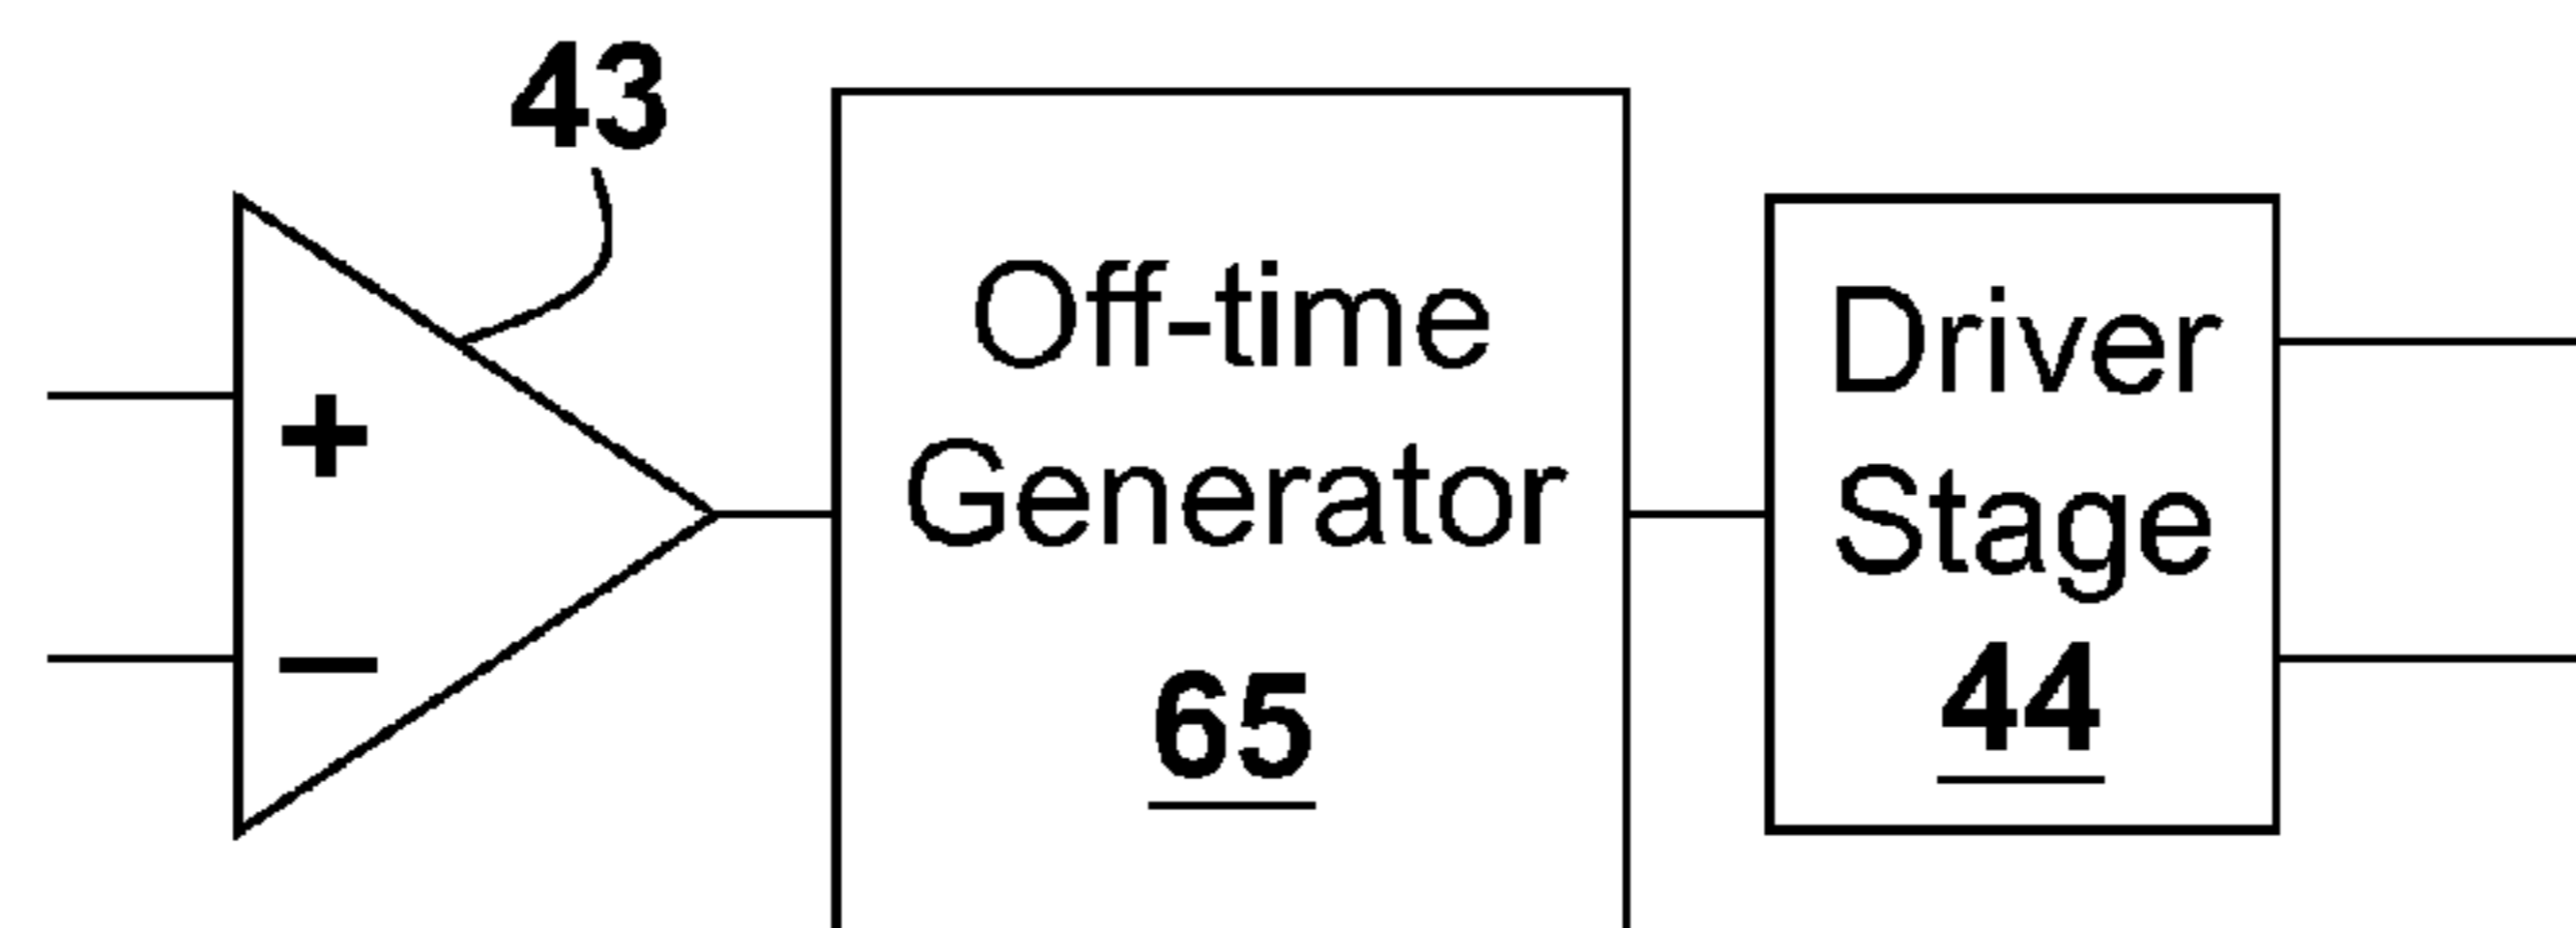 43
+
−
Off-time
Generator
65
Driver
Stage
44